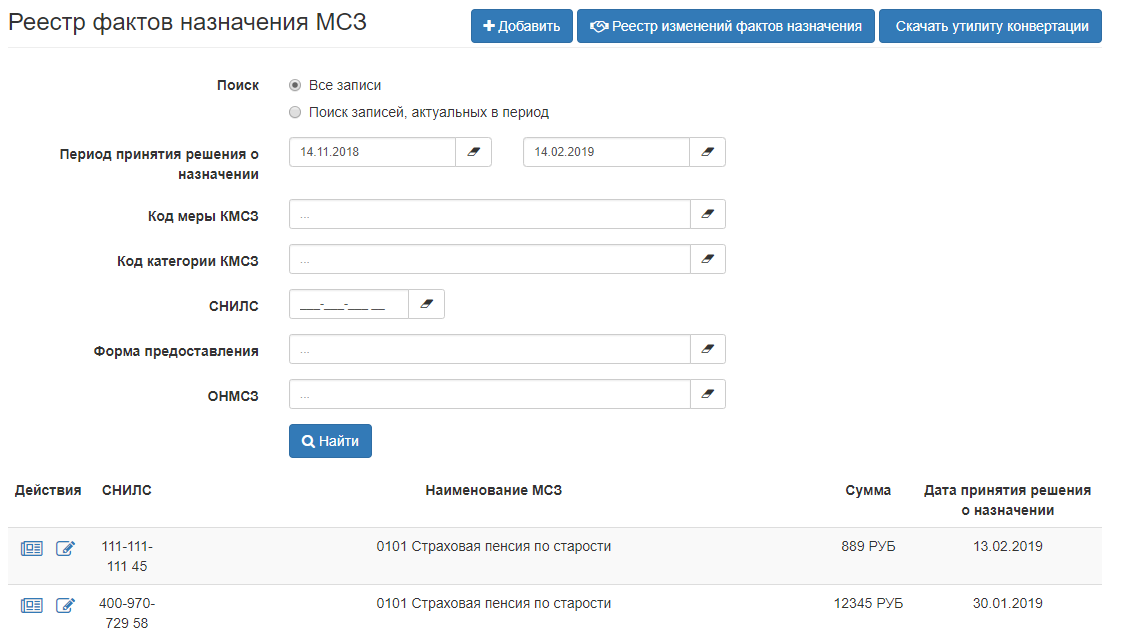 Реестр фактов назначения МСЗ
Добавить
Реестр изменений фактов назначения
Скачать утилиту конвертации
Поиск
Все записи
Поиск записей, актуальных в период
Период принятия решения о
назначении
14.11.2018
14.02.2019
Код меры КМСЗ
...
Код категории КМСЗ
...
СНИЛС
___-___-___ __
Форма предоставления
...
ОНМСЗ
...
Найти
Действия СНИЛС Наименование МСЗ Сумма Дата принятия решения
о назначении
111-111- 0101 Страховая пенсия по старости 889 РУБ 13.02.2019
111 45
400-970- 0101 Страховая пенсия по старости 12345 РУБ 30.01.2019
729 58